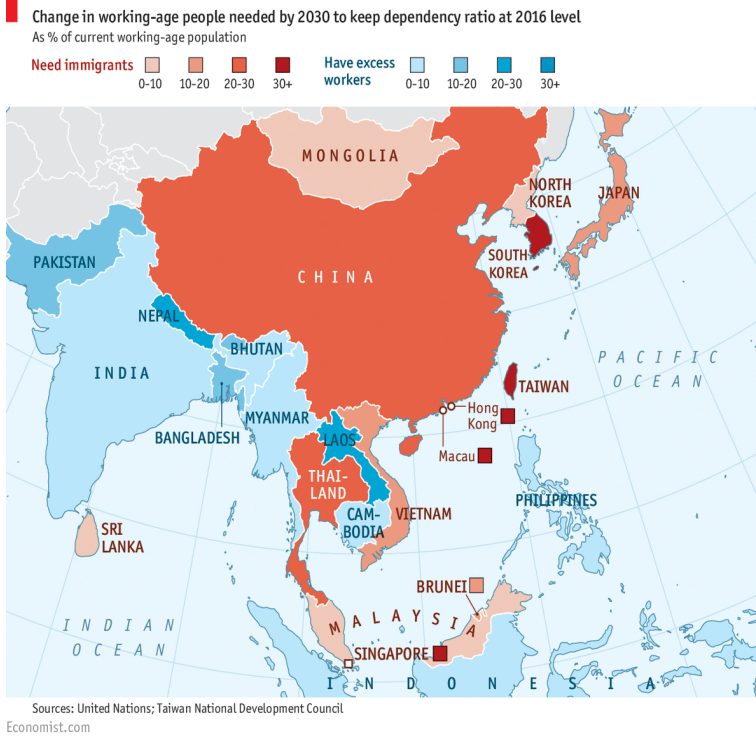 Change in working-age people needed by 2030 to keep dependency ratio at 2016 level
As % of current working-age population
Need immigrants
0-10
10-20
20-30
30+
Have excess
workers
0-10
10-20
20-30
30+
MONGOLIA
NORTH
KOREA
JAPAN
SOUTH
KOREA
PAKISTAN
CHINA
NEPAL
BHUTAN
INDIA
PACIFIC
OCEAN
TAIWAN
BANGLADESH
MYANMAR
Hong
Kong
LAOS
Macau
THAI-
LAND
CAM-
BODIA
VIETNAM
PHILIPPINES
SRI
LANKA
BRUNEI
MALAYSIA
INDIAN
OCEAN
SINGAPORE
INDONESIA
Sources: United Nations; Taiwan National Development Council
Economist.com